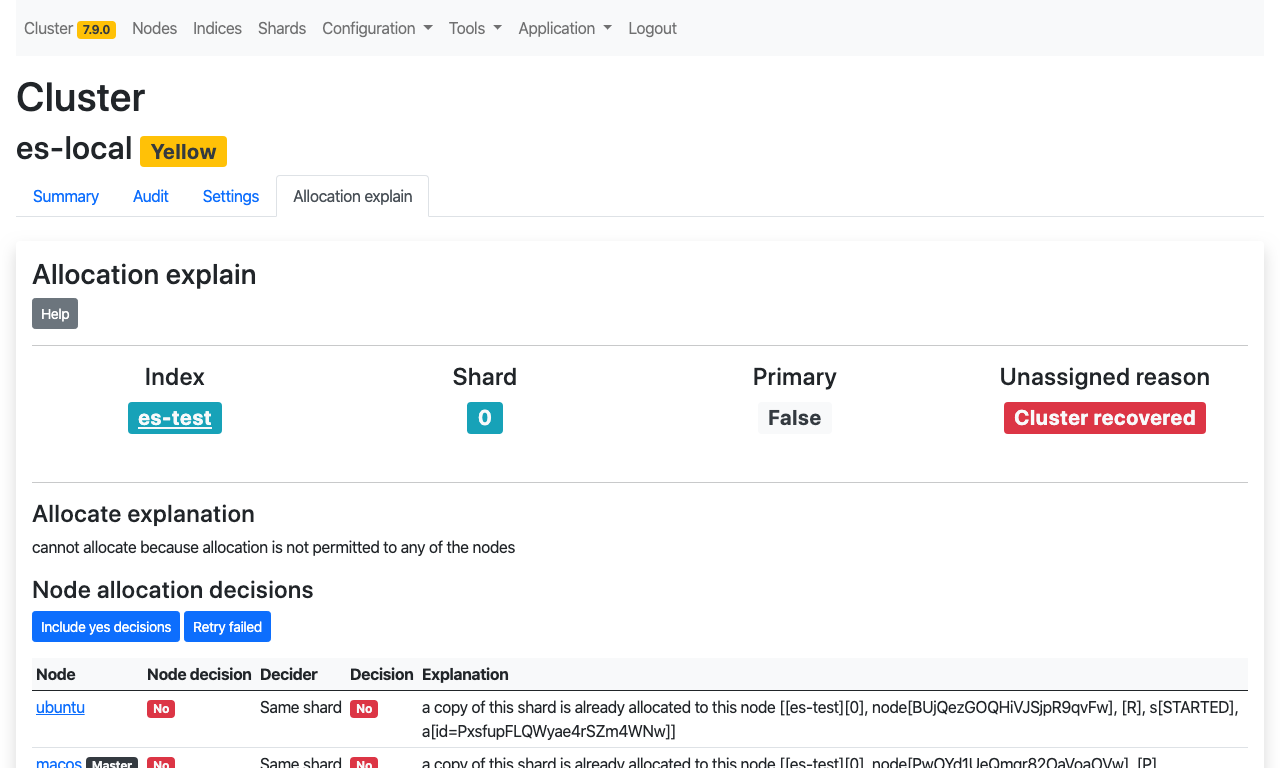 Cluster 7.9.0 Nodes Indices Shards Configuration Tools Application Logout
Cluster
es-local Yellow
Summary Audit Settings Allocation explain
Allocation explain
Help
Index Shard Primary Unassigned reason
es-test 0 False Cluster recovered
Allocate explanation
cannot allocate because allocation is not permitted to any of the nodes
Node allocation decisions
Include yes decisions Retry failed
Node Node decision Decider Decision Explanation
ubuntu No Same shard No a copy of this shard is already allocated to this node [[es-test][0], node[BUjQezGOQHiVJSjpR9qvFw], [R], s[STARTED],
a[id=PxsfupFLQWyae4rSZm4WNw]]
macos Master No Same shard No a copy of this shard is already allocated to this node [[es-test][0], [P]